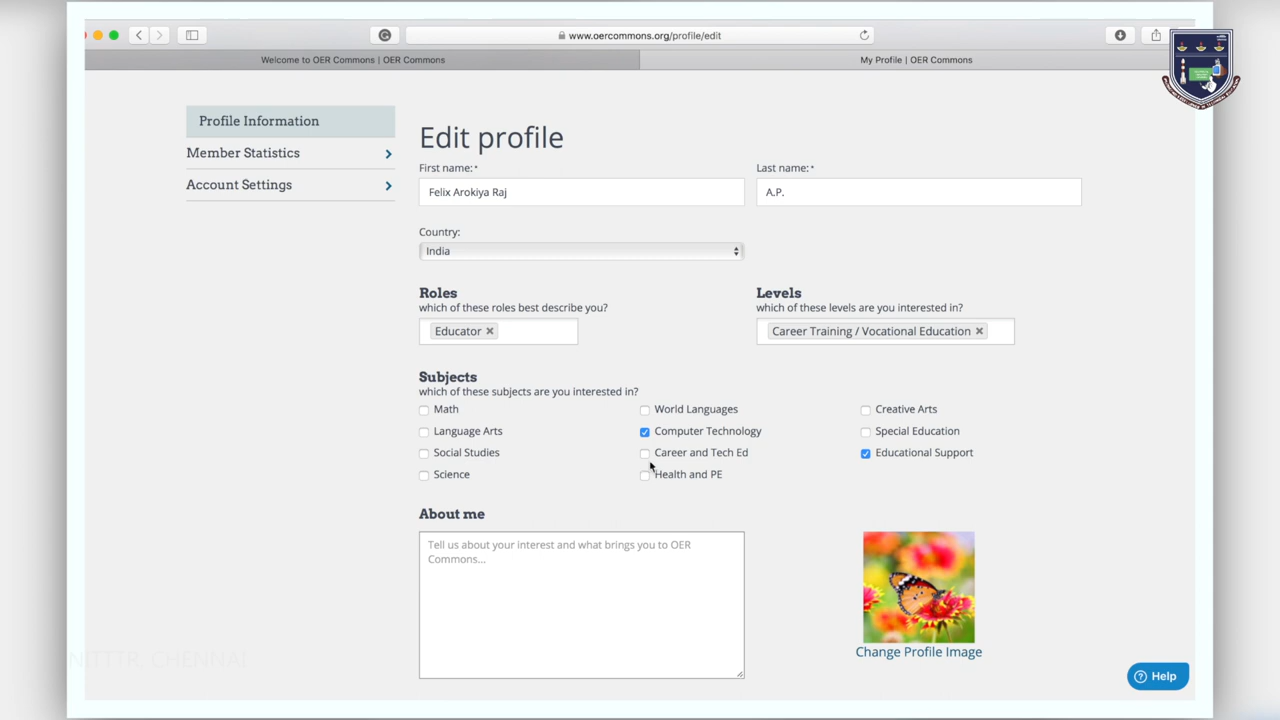 www.oercommons.org/profile/edit
Welcome to OER Commons | OER Commons
My Profile | OER Commons
Profile Information
Member Statistics
Account Settings
Edit profile
First name: *
Last name: *
Felix Arokiya Raj
A.P.
Country:
India
Roles
which of these roles best describe you?
Educator ×
Levels
which of these levels are you interested in?
Career Training / Vocational Education ×
Subjects
which of these subjects are you interested in?
Math
World Languages
Creative Arts
Language Arts
Computer Technology
Special Education
Social Studies
Career and Tech Ed
Educational Support
Science
Health and PE
About me
Tell us about your interest and what brings you to OER
Commons...
Change Profile Image
NITTTR CHENNAI
Help